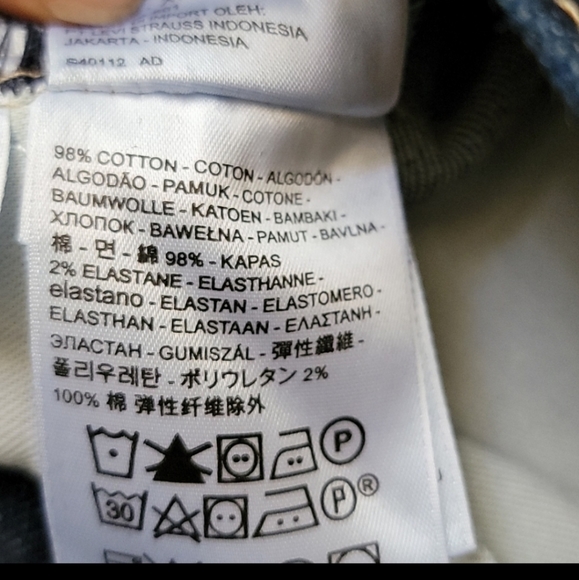 IMPORT OLEH:
PT LEVI STRAUSS INDONESIA
JAKARTA - INDONESIA
S40112 AD
98% COTTON - COTON - ALGODÓN -
ALGODÃO - PAMUK - COTONE -
BAUMWOLLE - KATOEN - BAMBAKI -
ХЛОПОК - BAWEŁNA - PAMUT - BAVLNA -
棉 - 면 - 綿 98% - KAPAS
2% ELASTANE - ELASTHANNE -
elastano - ELASTAN - ELASTOMERO -
ELASTHAN - ELASTAAN - ΕΛΑΣΤΑΝΗ -
ЭЛАСТАН - GUMISZÁL - 彈性纖維 -
폴리우레탄 - ポリウレタン 2%
100% 棉 弹性纤维除外
P
30 P ®